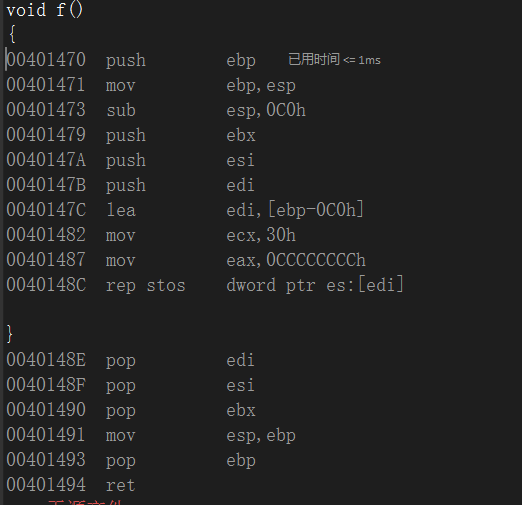 void f()
{
00401470 push ebp 已用时间 <= 1ms
00401471 mov ebp,esp
00401473 sub esp,0C0h
00401479 push ebx
0040147A push esi
0040147B push edi
0040147C lea edi,[ebp-0C0h]
00401482 mov ecx,30h
00401487 mov eax,0CCCCCCCCh
0040148C rep stos dword ptr es:[edi]
}
0040148E pop edi
0040148F pop esi
00401490 pop ebx
00401491 mov esp,ebp
00401493 pop ebp
00401494 ret